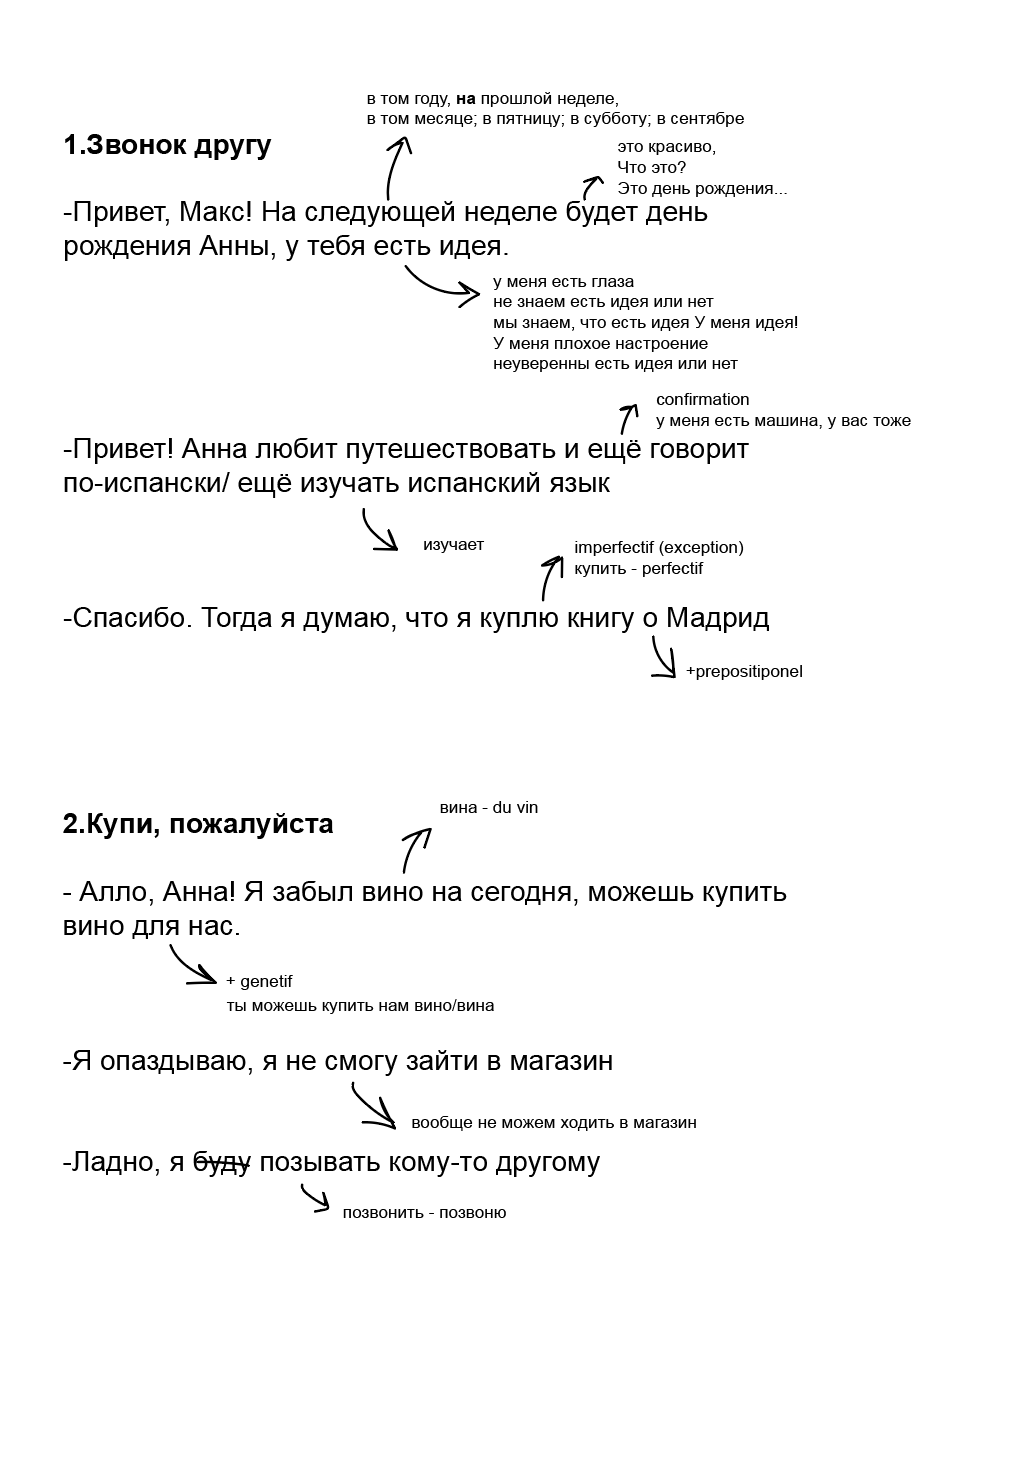 в том году, на прошлой неделе,
в том месяце; в пятницу; в субботу; в сентябре
1.Звонок другу
это красиво,
Что это?
Это день рождения...
-Привет, Макс! На следующей неделе будет день
рождения Анны, у тебя есть идея.
у меня есть глаза
не знаем есть идея или нет
мы знаем, что есть идея У меня идея!
У меня плохое настроение
неуверенны есть идея или нет
confirmation
у меня есть машина, у вас тоже
-Привет! Анна любит путешествовать и ещё говорит
по-испански/ ещё изучать испанский язык
изучает
imperfectif (exception)
купить - perfectif
-Спасибо. Тогда я думаю, что я куплю книгу о Мадрид
+prepositiponel
вина - du vin
2.Купи, пожалуйста
- Алло, Анна! Я забыл вино на сегодня, можешь купить
вино для нас.
+ genetif
ты можешь купить нам вино/вина
-Я опаздываю, я не смогу зайти в магазин
вообще не можем ходить в магазин
-Ладно, я буду позывать кому-то другому
позвонить - позвоню